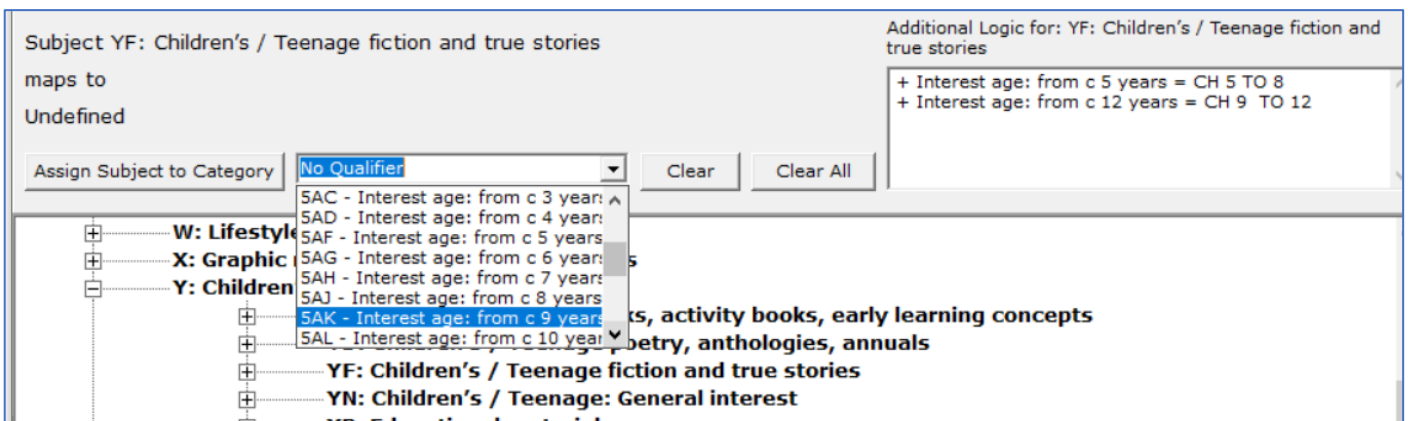 Subject YF: Children's / Teenage fiction and true stories
maps to
Undefined
Additional Logic for: YF: Children's / Teenage fiction and
true stories
+ Interest age: from c 5 years = CH 5 TO 8
+ Interest age: from c 12 years = CH 9 TO 12
Assign Subject to Category
No Qualifier
Clear
Clear All
5AC - Interest age: from c 3 years
5AD - Interest age: from c 4 years
5AF - Interest age: from c 5 years
5AG - Interest age: from c 6 years
5AH - Interest age: from c 7 years
5AJ - Interest age: from c 8 years
5AK - Interest age: from c 9 years
5AL - Interest age: from c 10 year
W: Lifestyle
X: Graphic
Y: Children
activity books, early learning concepts
poetry, anthologies, annuals
YF: Children's / Teenage fiction and true stories
YN: Children's / Teenage: General interest